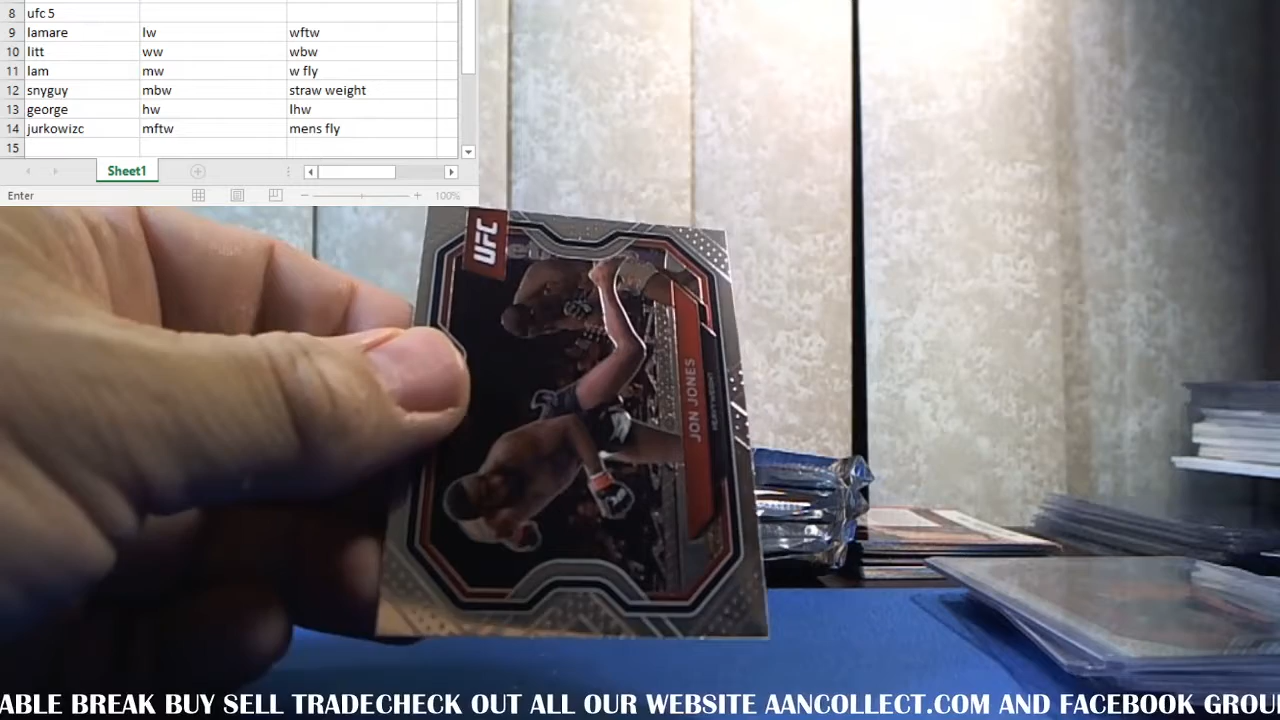 8 ufc 5
9 lamare lw wftw
10 litt ww wbw
11 lam mw w fly
12 snyguy mbw straw weight
13 george hw lhw
14 jurkowizc mftw mens fly
15
Sheet1
Enter 100%
UFC
JON JONES
HEAVYWEIGHT
ABLE BREAK BUY SELL TRADECHECK OUT ALL OUR WEBSITE AANCOLLECT.COM AND FACEBOOK GROU